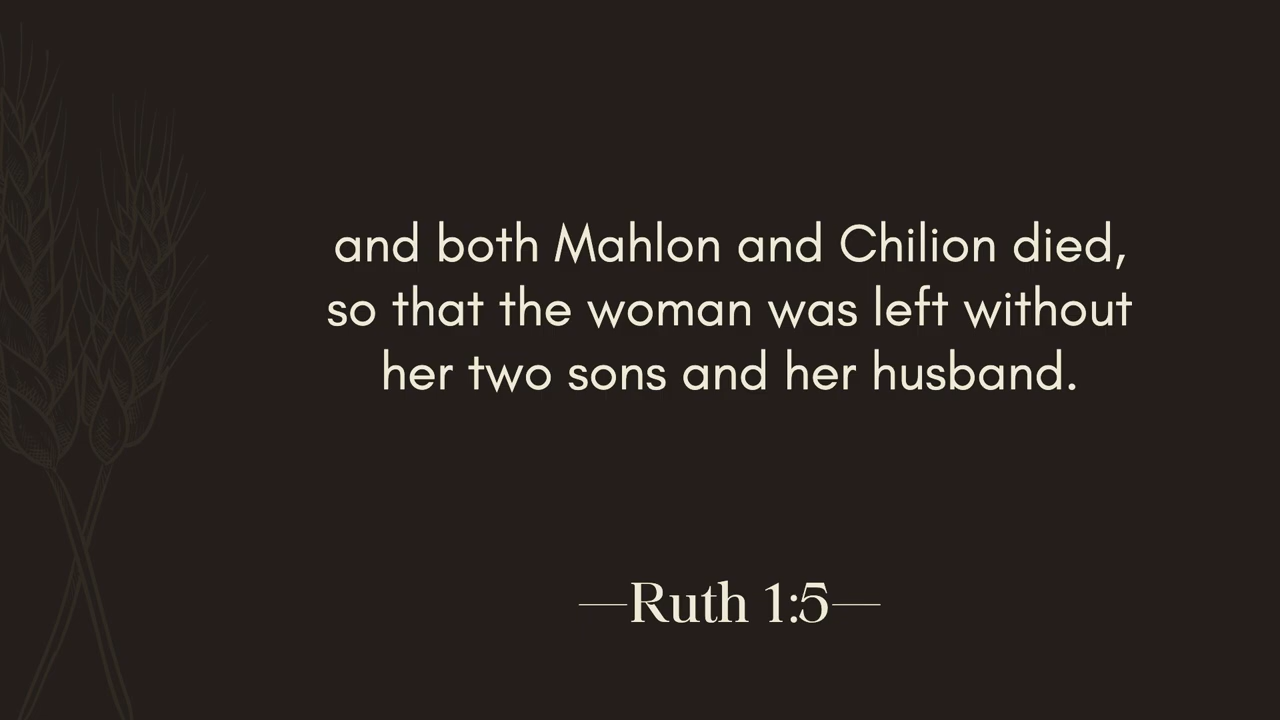 and both Mahlon and Chilion died,
so that the woman was left without
her two sons and her husband.
—Ruth 1:5—